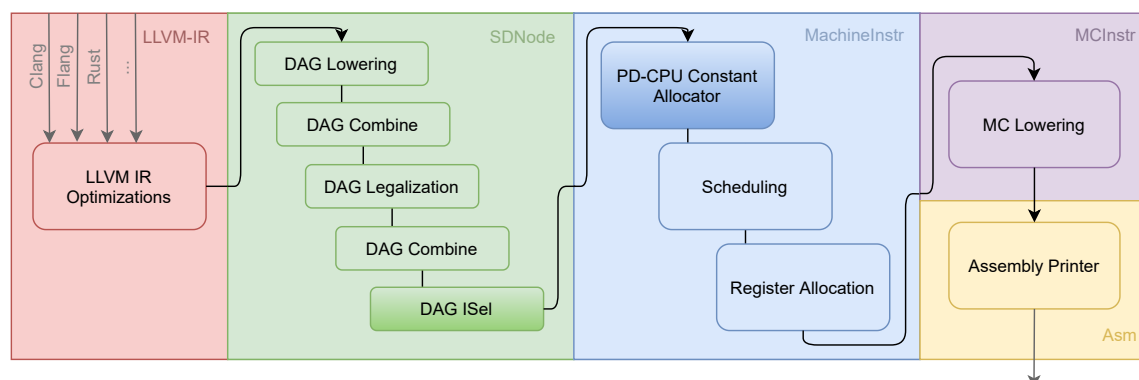 LLVM-IR
Clang
Flang
Rust
...
LLVM IR
Optimizations
SDNode
DAG Lowering
DAG Combine
DAG Legalization
DAG Combine
DAG ISel
MachineInstr
PD-CPU Constant
Allocator
Scheduling
Register Allocation
MCInstr
MC Lowering
Assembly Printer
Asm